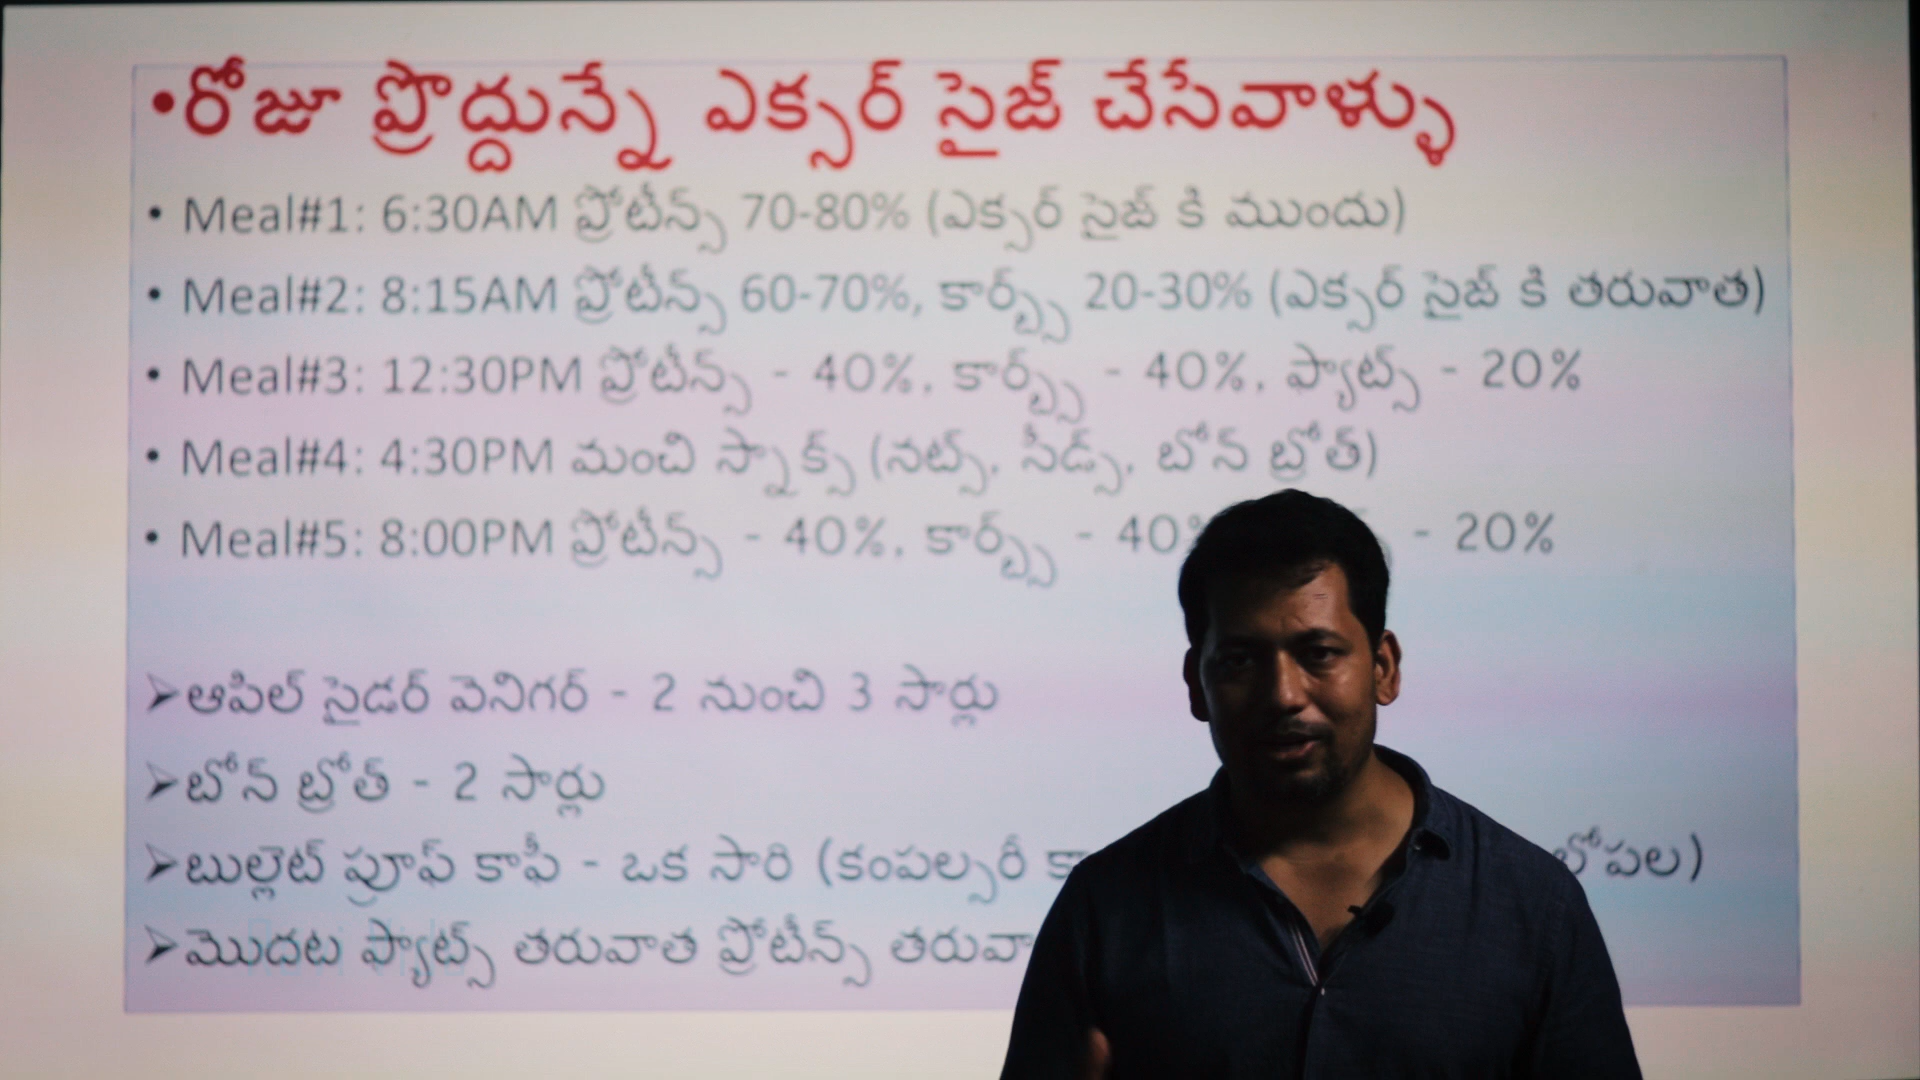 •రోజూ ప్రొద్దున్నే ఎక్సర్ సైజ్ చేసేవాళ్ళు
• Meal#1: 6:30AM ప్రోటీన్స్ 70-80% (ఎక్సర్ సైజ్ కి ముందు)
• Meal#2: 8:15AM ప్రోటీన్స్ 60-70%, కార్బ్స్ 20-30% (ఎక్సర్ సైజ్ కి తరువాత)
• Meal#3: 12:30PM ప్రోటీన్స్ - 40%, కార్బ్స్ - 40%, ఫ్యాట్స్ - 20%
• Meal#4: 4:30PM మంచి స్నాక్స్ (నట్స్, సీడ్స్, బోన్ బ్రోత్)
• Meal#5: 8:00PM ప్రోటీన్స్ - 40%, కార్బ్స్ - 40 - 20%
➢ఆపిల్ సైడర్ వెనిగర్ - 2 నుంచి 3 సార్లు
➢బోన్ బ్రోత్ - 2 సార్లు
➢బుల్లెట్ ప్రూఫ్ కాఫీ - ఒక సారి (కంపల్సరీ లోపల)
➢మొదట ఫ్యాట్స్ తరువాత ప్రోటీన్స్